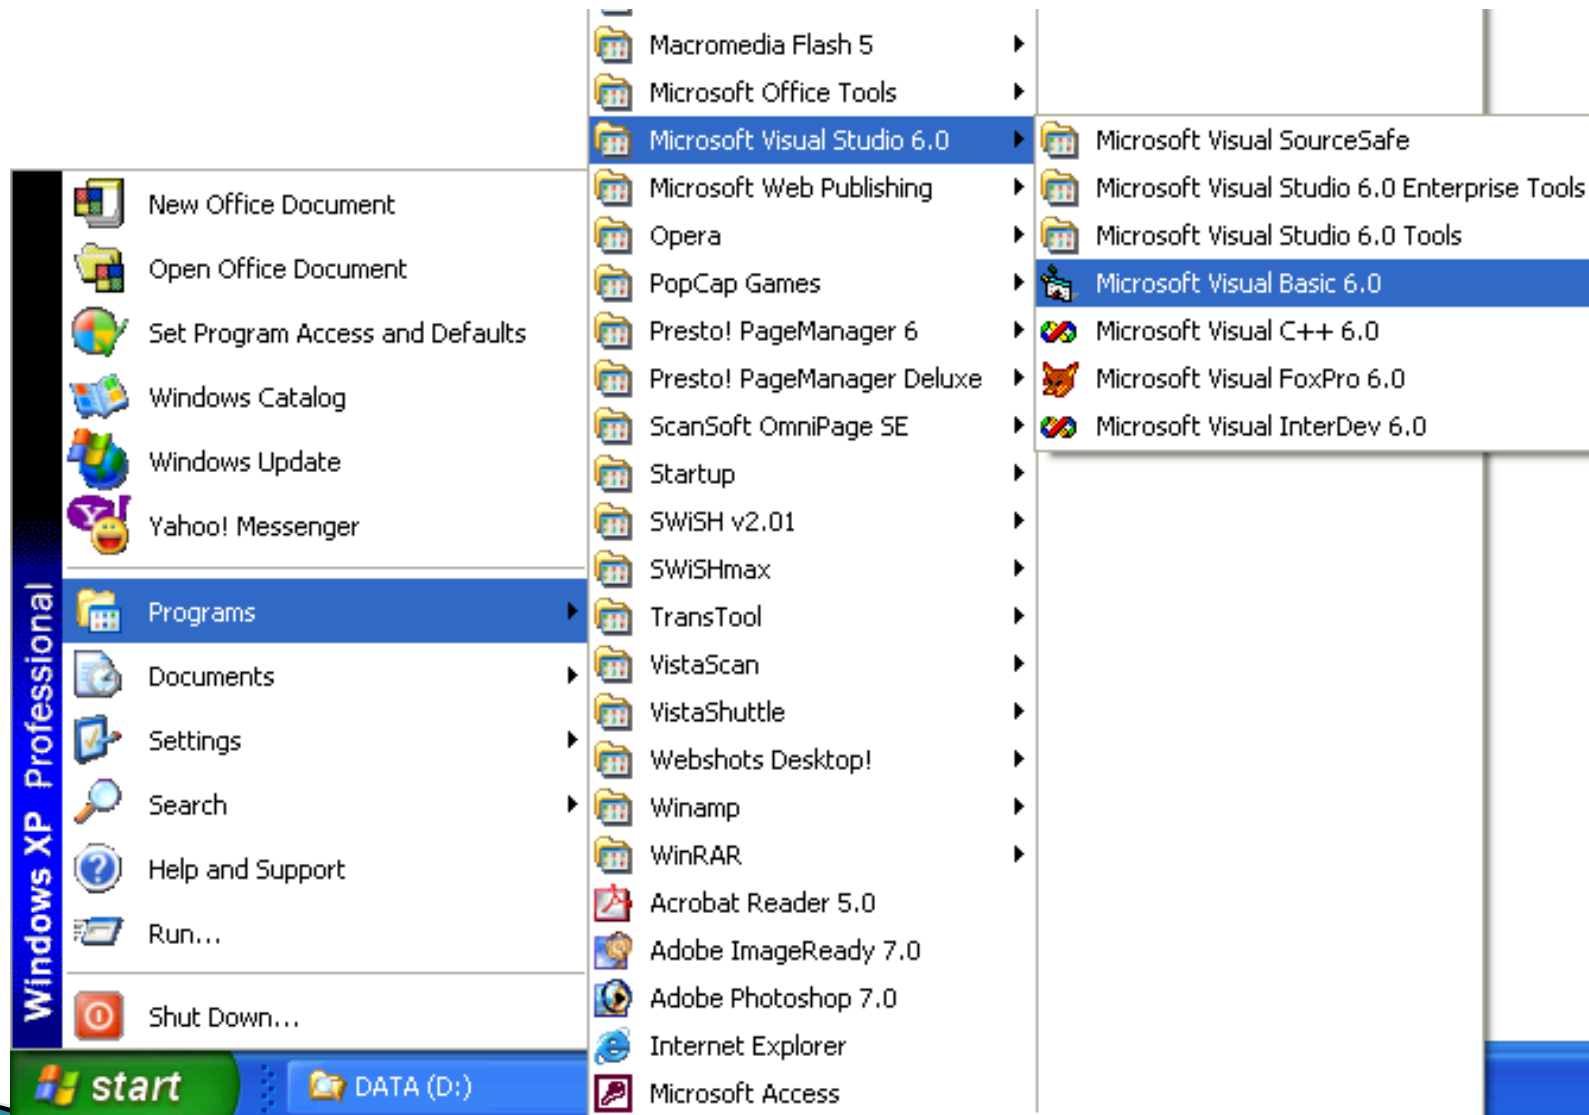 New Office Document
Open Office Document
Set Program Access and Defaults
Windows Catalog
Windows Update
Yahoo! Messenger
Programs
Documents
Settings
Search
Help and Support
Run...
Shut Down...
Windows XP Professional
start
DATA (D:)
Macromedia Flash 5
Microsoft Office Tools
Microsoft Visual Studio 6.0
Microsoft Web Publishing
Opera
PopCap Games
Presto! PageManager 6
Presto! PageManager Deluxe
ScanSoft OmniPage SE
Startup
SWiSH v2.01
SWiSHmax
TransTool
VistaScan
VistaShuttle
Webshots Desktop!
Winamp
WinRAR
Acrobat Reader 5.0
Adobe ImageReady 7.0
Adobe Photoshop 7.0
Internet Explorer
Microsoft Access
Microsoft Visual SourceSafe
Microsoft Visual Studio 6.0 Enterprise Tools
Microsoft Visual Studio 6.0 Tools
Microsoft Visual Basic 6.0
Microsoft Visual C++ 6.0
Microsoft Visual FoxPro 6.0
Microsoft Visual InterDev 6.0